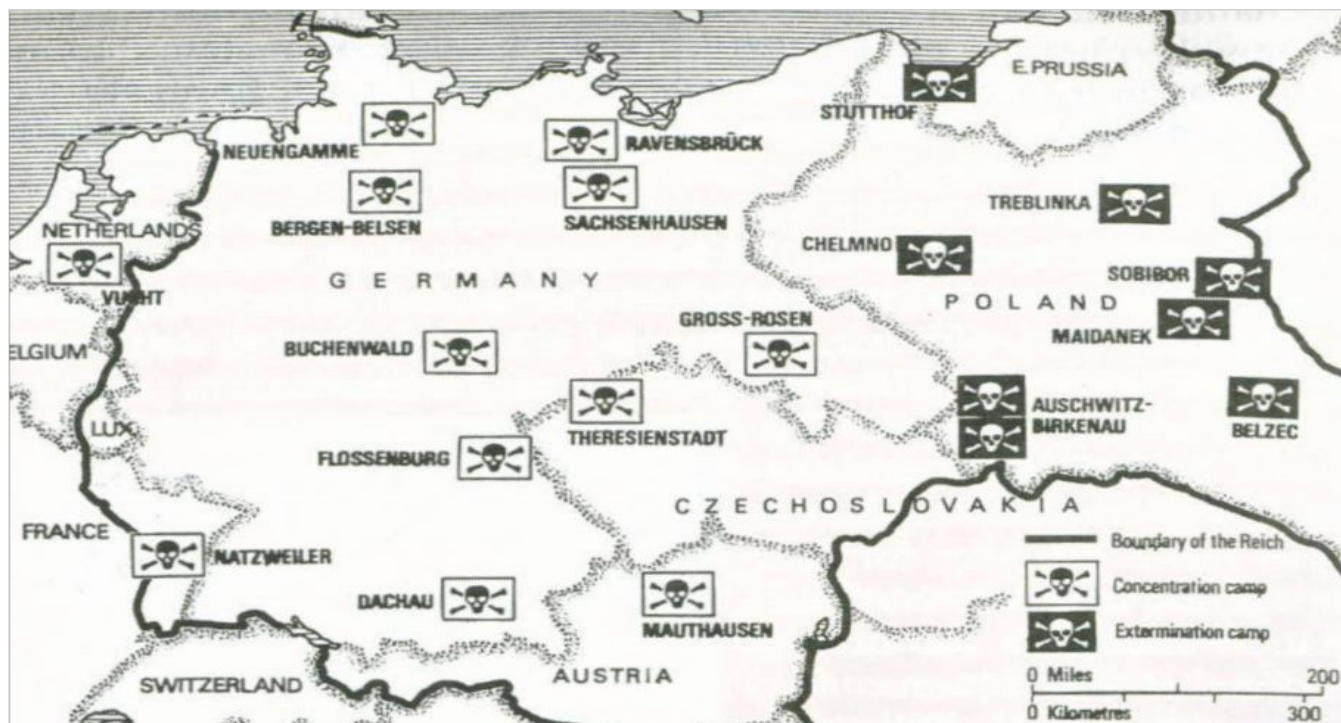 E. PRUSSIA
STUTTHOF
NEUENGAMME
RAVENSBRÜCK
BERGEN-BELSEN
SACHSENHAUSEN
TREBLINKA
NETHERLANDS
CHELMNO
SOBIBOR
VUGHT
GERMANY
POLAND
MAIDANEK
GROSS-ROSEN
ELGIUM
BUCHENWALD
AUSCHWITZ-
BIRKENAU
BELZEC
LUX.
THERESIENSTADT
FLOSSENBURG
CZECHOSLOVAKIA
FRANCE
NATZWEILER
Boundary of the Reich
Concentration camp
DACHAU
MAUTHAUSEN
Extermination camp
SWITZERLAND
AUSTRIA
0 Miles 200
0 Kilometres 300